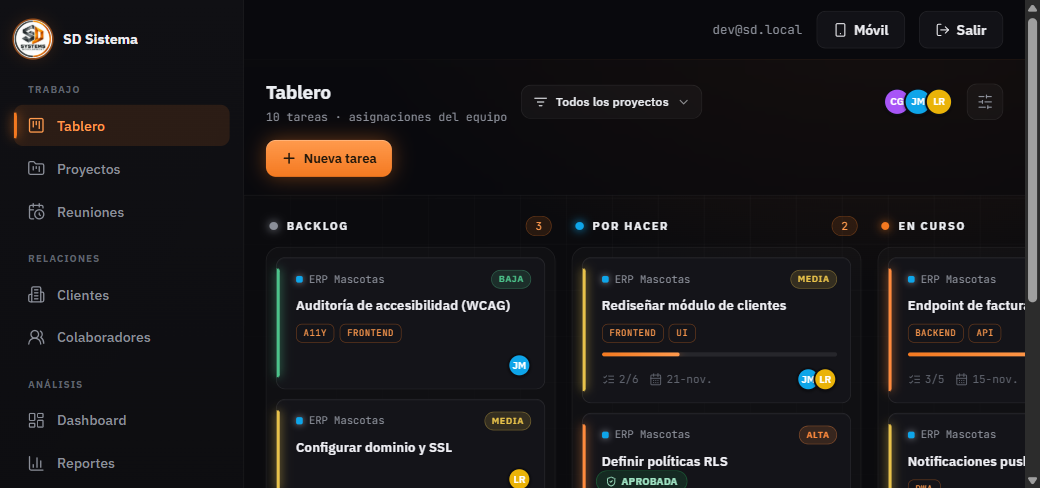 SD SYSTEMS
SD Sistema
dev@sd.local
Móvil
Salir
TRABAJO
Tablero
Proyectos
Reuniones
RELACIONES
Clientes
Colaboradores
ANÁLISIS
Dashboard
Reportes
Tablero
10 tareas · asignaciones del equipo
Todos los proyectos
CG JM LR
Nueva tarea
BACKLOG 3
ERP Mascotas BAJA
Auditoría de accesibilidad (WCAG)
A11Y FRONTEND
JM
ERP Mascotas MEDIA
Configurar dominio y SSL
LR
POR HACER 2
ERP Mascotas MEDIA
Rediseñar módulo de clientes
FRONTEND UI
2/6 21-nov. JM LR
ERP Mascotas ALTA
Definir políticas RLS
APROBADA
EN CURSO
ERP Mascotas
Endpoint de factura
BACKEND API
3/5 15-nov.
ERP Mascotas
Notificaciones push
PWA